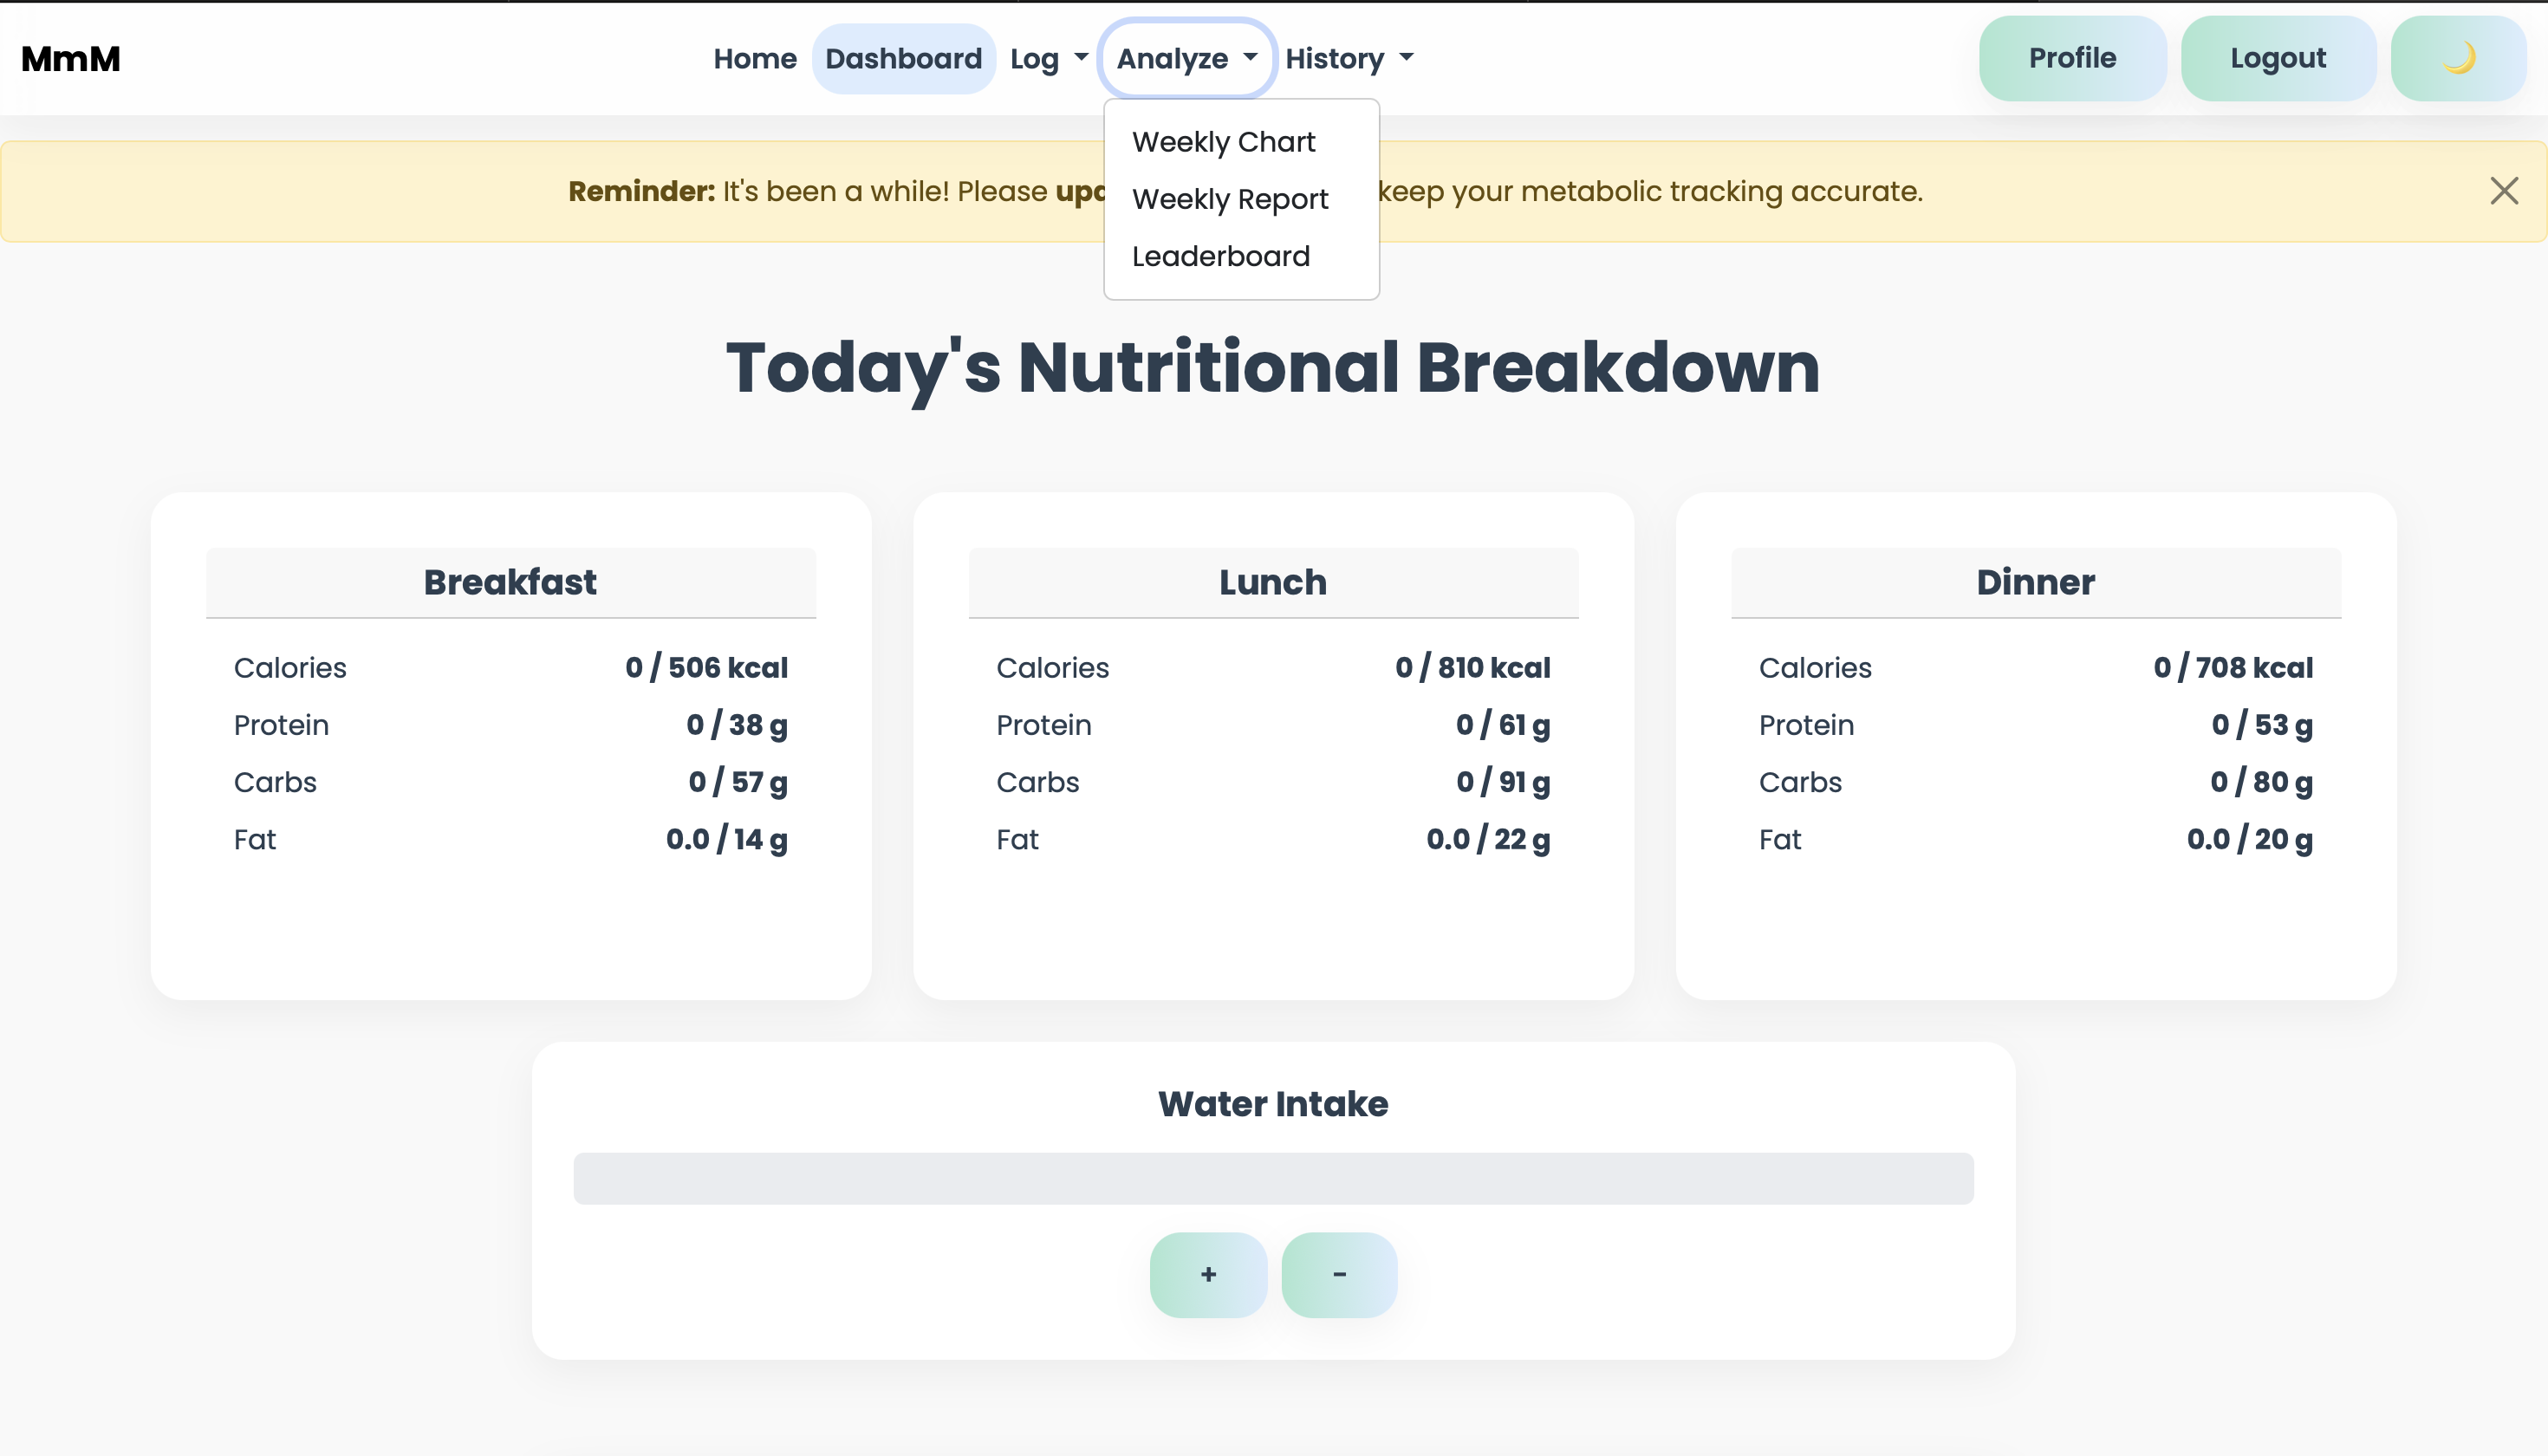 MmM
Home Dashboard Log Analyze History
Profile Logout
Weekly Chart
Weekly Report
Leaderboard
Reminder: It's been a while! Please keep your metabolic tracking accurate.
Today's Nutritional Breakdown
Breakfast
Calories 0 / 506 kcal
Protein 0 / 38 g
Carbs 0 / 57 g
Fat 0.0 / 14 g
Lunch
Calories 0 / 810 kcal
Protein 0 / 61 g
Carbs 0 / 91 g
Fat 0.0 / 22 g
Dinner
Calories 0 / 708 kcal
Protein 0 / 53 g
Carbs 0 / 80 g
Fat 0.0 / 20 g
Water Intake
+ -